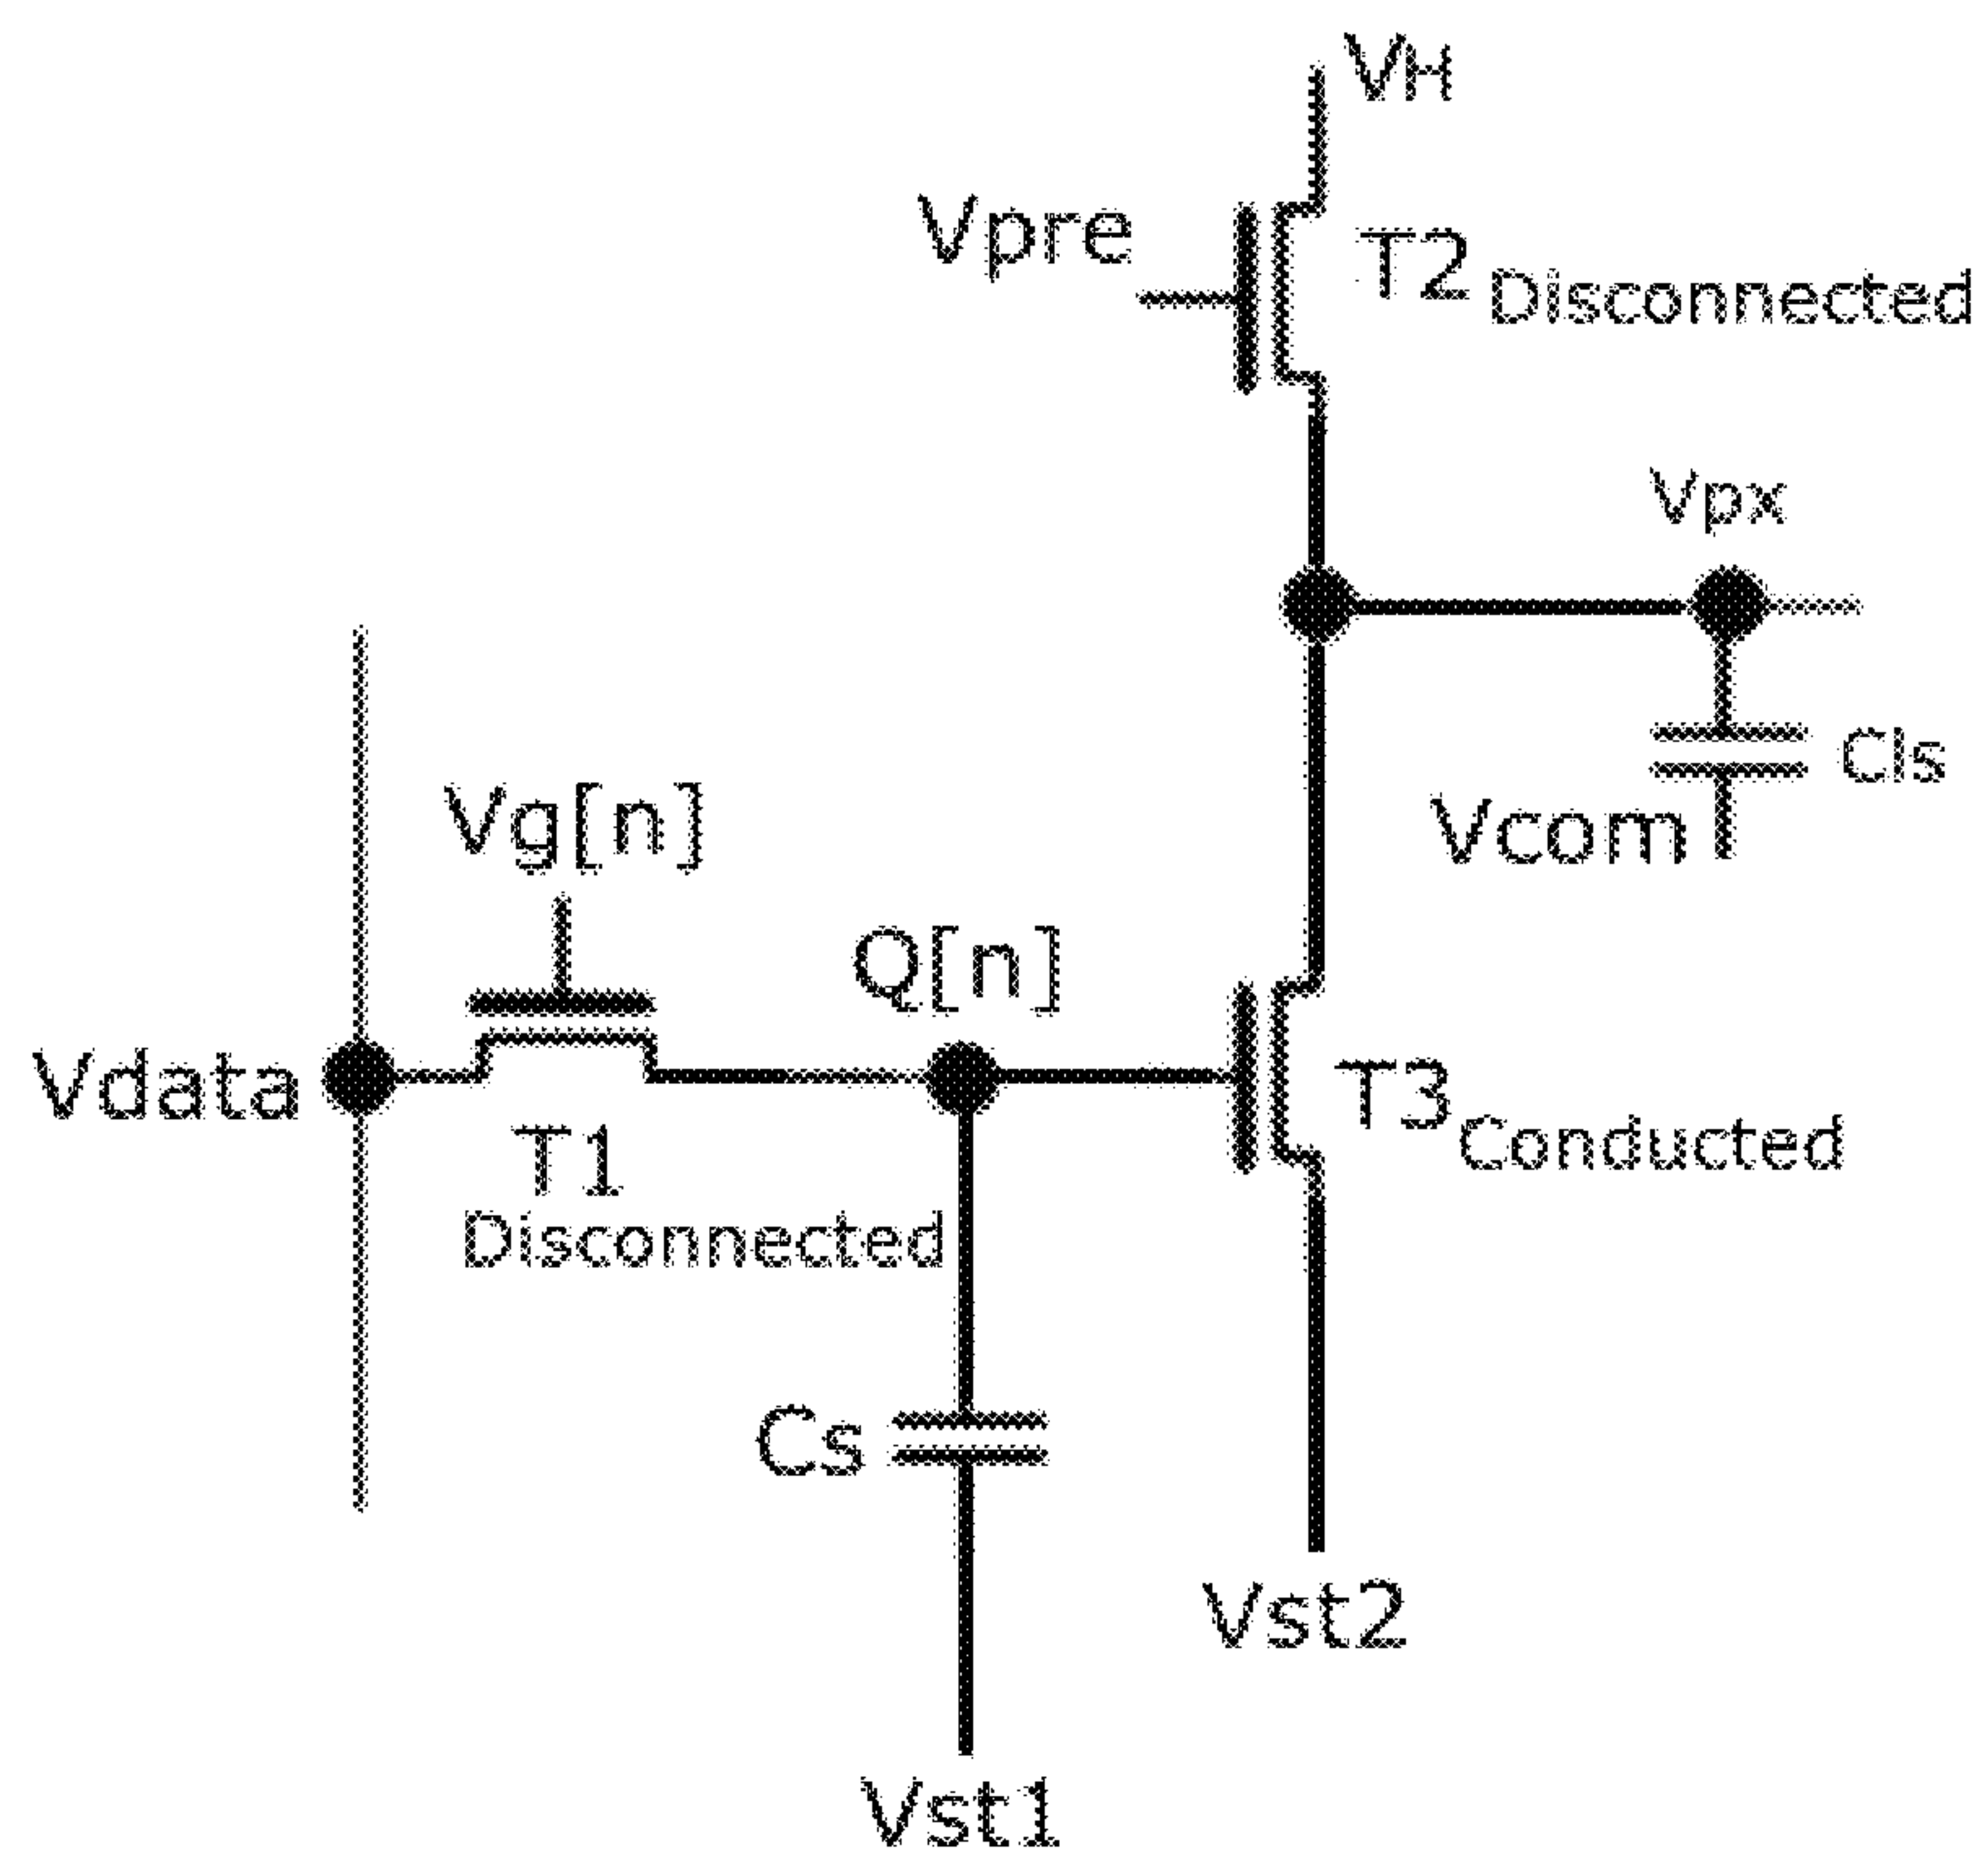 VH
Vpre
T2 Disconnected
Vpx
Cls
Vcom
Vg[n]
Q[n]
Vdata
T1
Disconnected
T3 Conducted
Cs
Vst2
Vst1